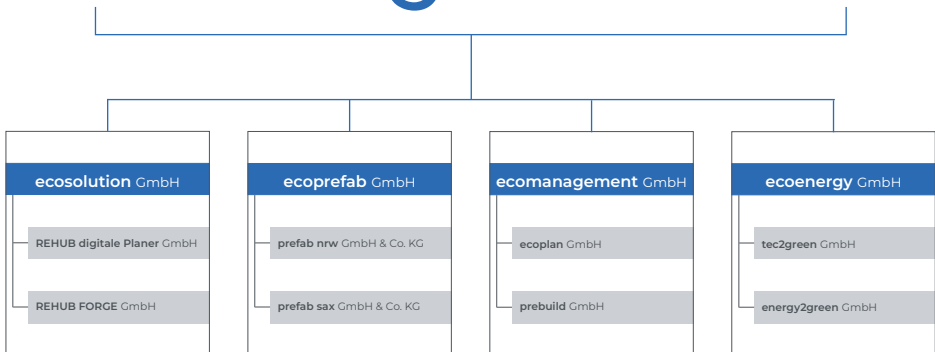 ecosolution GmbH
REHUB digitale Planer GmbH
REHUB FORGE GmbH
ecoprefab GmbH
prefab nrw GmbH & Co. KG
prefab sax GmbH & Co. KG
ecomanagement GmbH
ecoplan GmbH
prebuild GmbH
ecoenergy GmbH
tec2green GmbH
energy2green GmbH